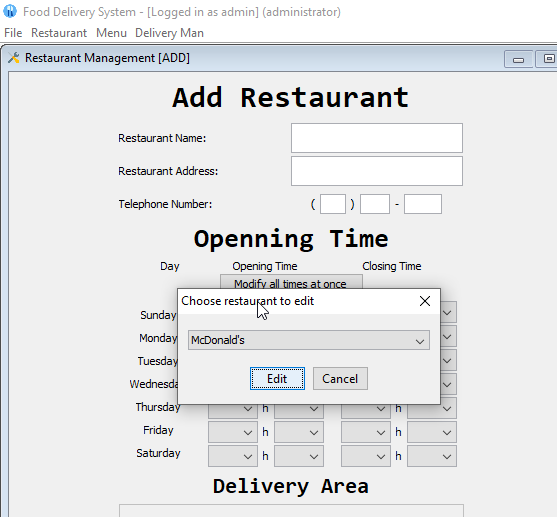 Food Delivery System - [Logged in as admin] (administrator)
File Restaurant Menu Delivery Man
Restaurant Management [ADD]
Add Restaurant
Restaurant Name:
Restaurant Address:
Telephone Number: ( ) -
Openning Time
Day Opening Time Closing Time
Modify all times at once
Choose restaurant to edit
Sunday
Monday
McDonald's
Tuesday
Edit Cancel
Wednesday
Thursday h h
Friday h h
Saturday h h
Delivery Area